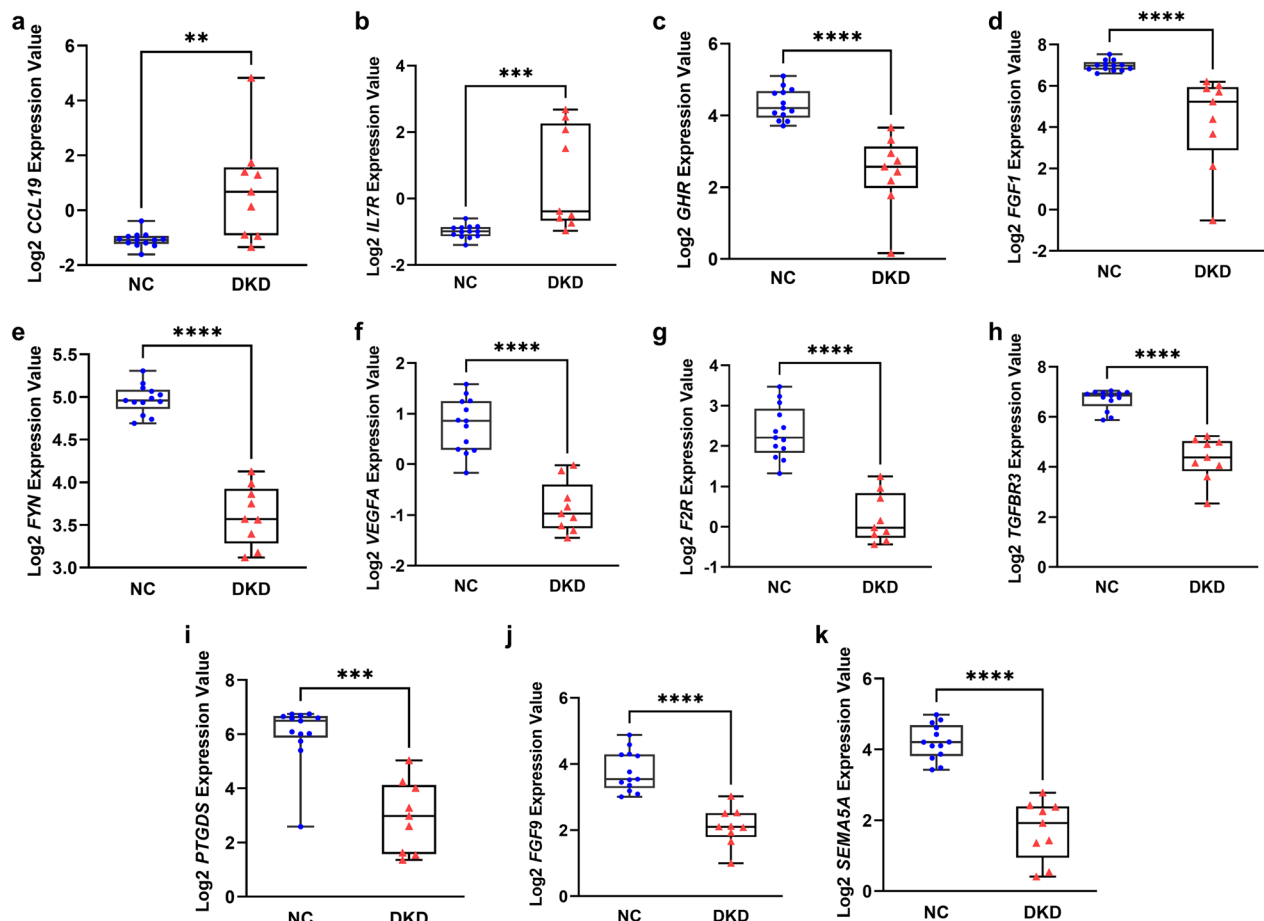 a
**
Log2 CCL19 Expression Value
6
4
2
0
-2
NC DKD
b
***
Log2 IL7R Expression Value
4
2
0
-2
NC DKD
c
****
Log2 GHR Expression Value
6
4
2
0
NC DKD
d
****
Log2 FGF1 Expression Value
8
6
4
2
0
-2
NC DKD
e
****
Log2 FYN Expression Value
5.5
5.0
4.5
4.0
3.5
3.0
NC DKD
f
****
Log2 VEGFA Expression Value
2
1
0
-1
-2
NC DKD
g
****
Log2 F2R Expression Value
4
3
2
1
0
-1
NC DKD
h
****
Log2 TGFBR3 Expression Value
8
6
4
2
0
NC DKD
i
***
Log2 PTGDS Expression Value
8
6
4
2
0
NC DKD
j
****
Log2 FGF9 Expression Value
6
4
2
0
NC DKD
k
****
Log2 SEMA5A Expression Value
6
4
2
0
NC DKD